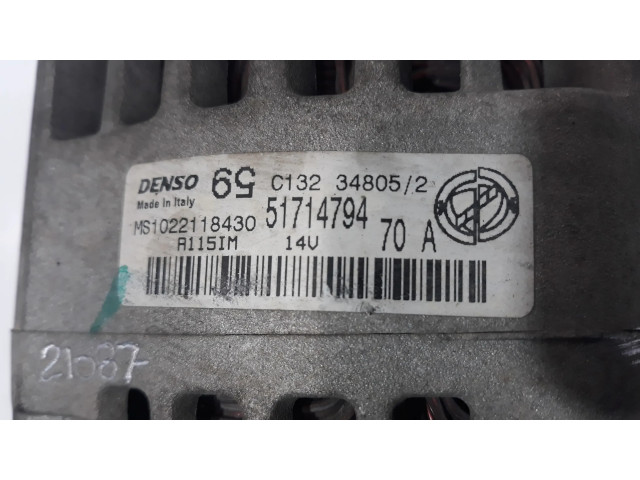 DENSO 59 C132 34805/2
Made in Italy
MS1022118430 51714794 70 A
A115IM 14V
21087